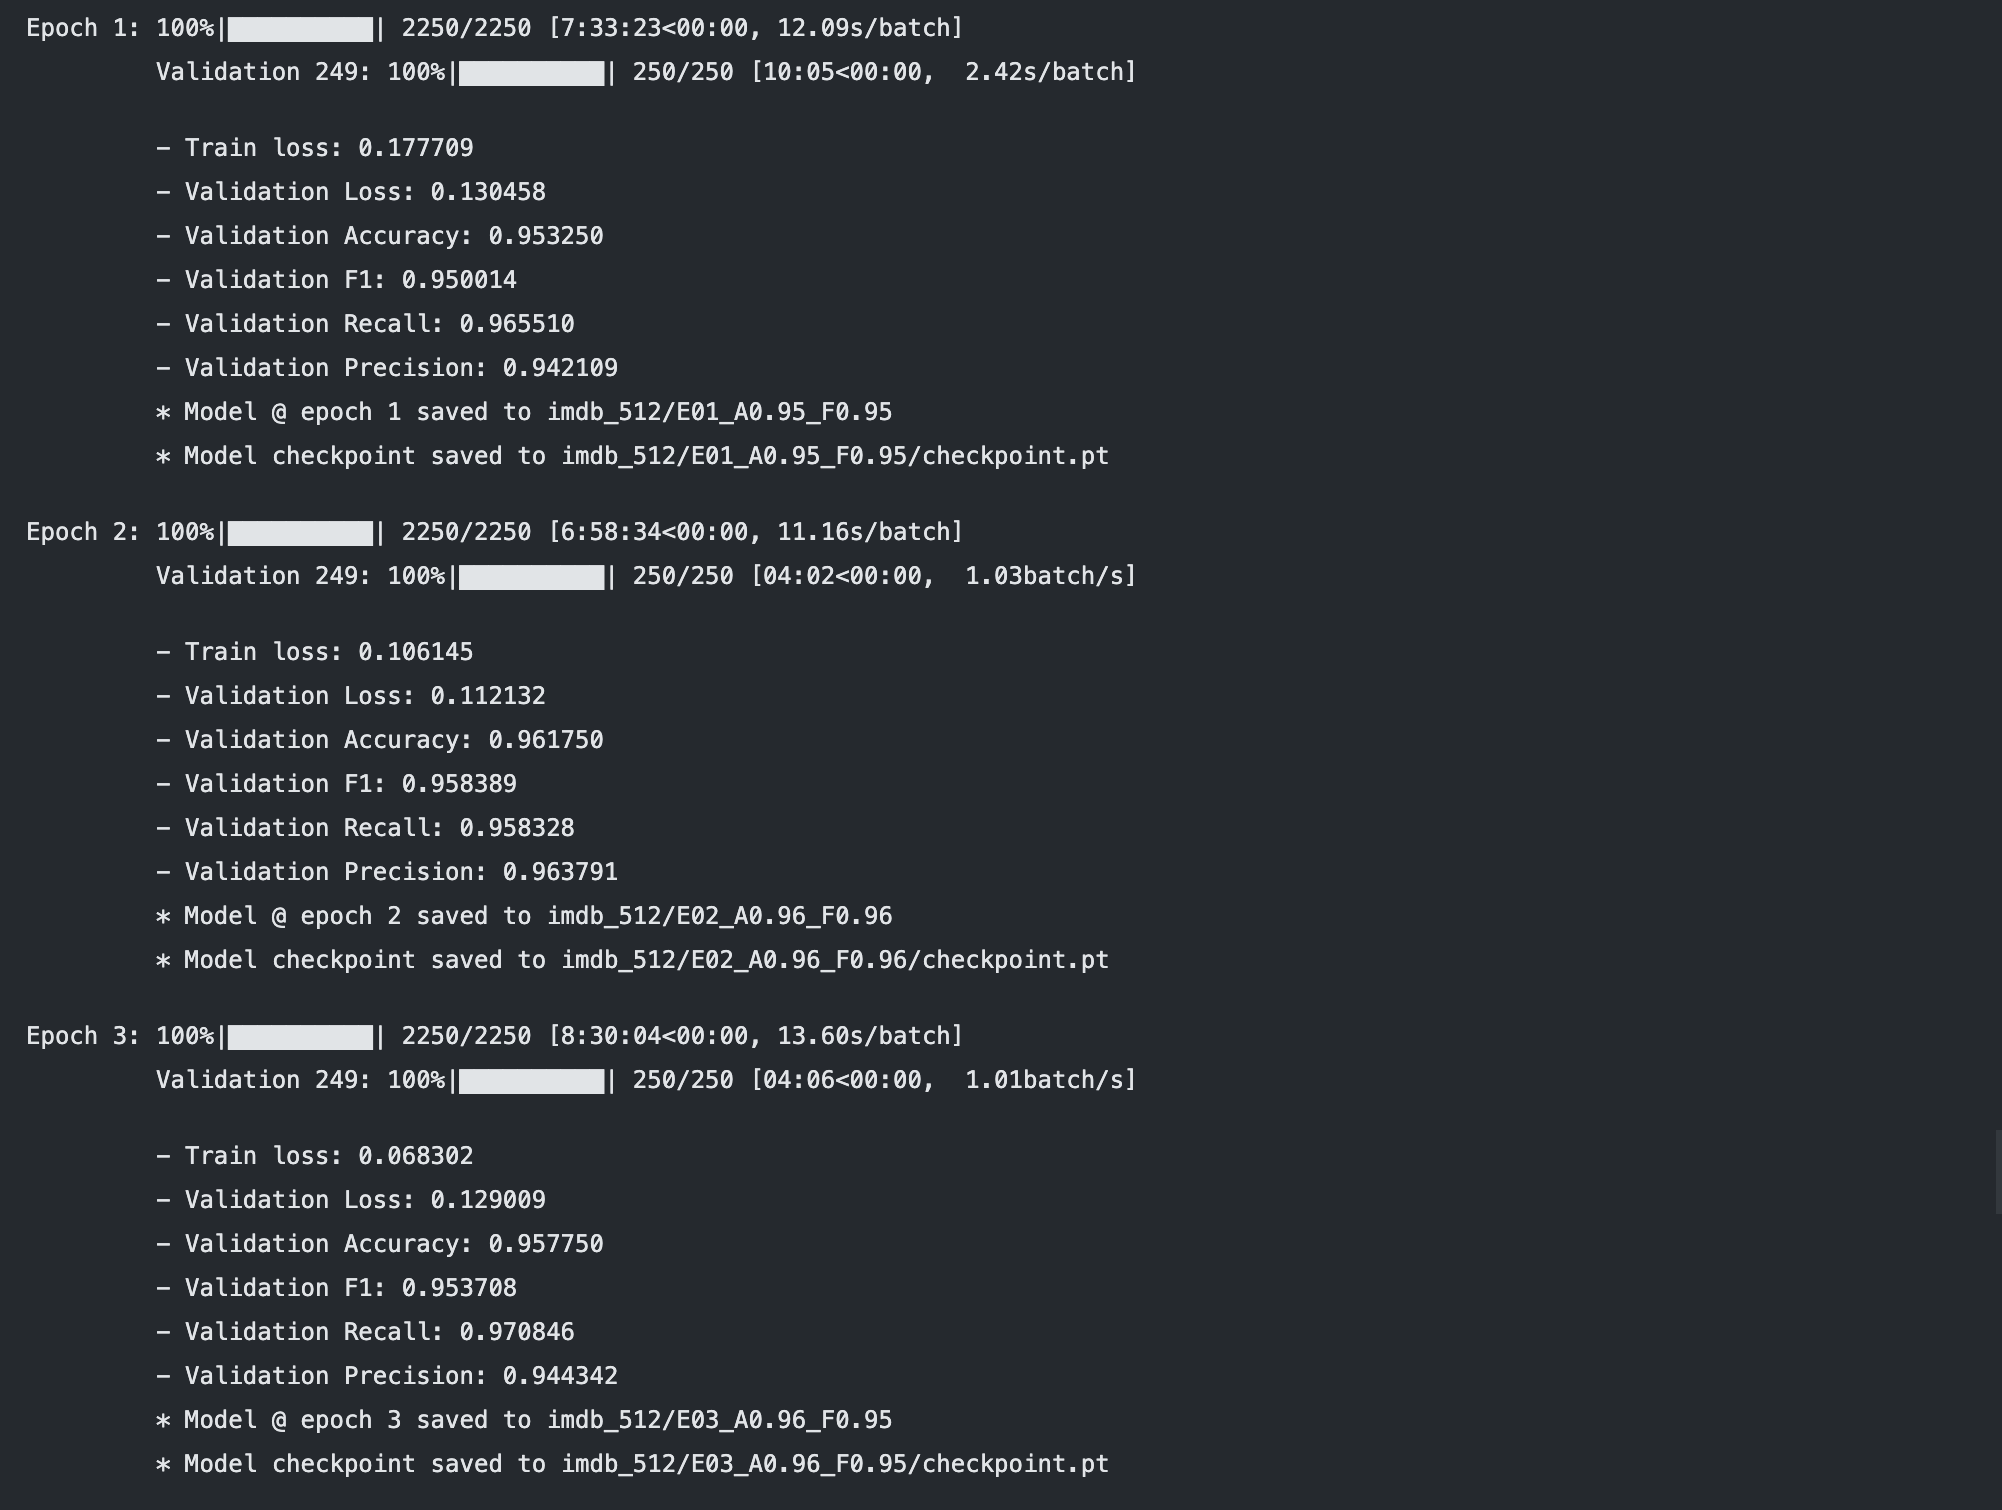 Epoch 1: 100%|██████████| 2250/2250 [7:33:23<00:00, 12.09s/batch]
Validation 249: 100%|██████████| 250/250 [10:05<00:00,  2.42s/batch]
- Train loss: 0.177709
- Validation Loss: 0.130458
- Validation Accuracy: 0.953250
- Validation F1: 0.950014
- Validation Recall: 0.965510
- Validation Precision: 0.942109
* Model @ epoch 1 saved to imdb_512/E01_A0.95_F0.95
* Model checkpoint saved to imdb_512/E01_A0.95_F0.95/checkpoint.pt
Epoch 2: 100%|██████████| 2250/2250 [6:58:34<00:00, 11.16s/batch]
Validation 249: 100%|██████████| 250/250 [04:02<00:00,  1.03batch/s]
- Train loss: 0.106145
- Validation Loss: 0.112132
- Validation Accuracy: 0.961750
- Validation F1: 0.958389
- Validation Recall: 0.958328
- Validation Precision: 0.963791
* Model @ epoch 2 saved to imdb_512/E02_A0.96_F0.96
* Model checkpoint saved to imdb_512/E02_A0.96_F0.96/checkpoint.pt
Epoch 3: 100%|██████████| 2250/2250 [8:30:04<00:00, 13.60s/batch]
Validation 249: 100%|██████████| 250/250 [04:06<00:00,  1.01batch/s]
- Train loss: 0.068302
- Validation Loss: 0.129009
- Validation Accuracy: 0.957750
- Validation F1: 0.953708
- Validation Recall: 0.970846
- Validation Precision: 0.944342
* Model @ epoch 3 saved to imdb_512/E03_A0.96_F0.95
* Model checkpoint saved to imdb_512/E03_A0.96_F0.95/checkpoint.pt